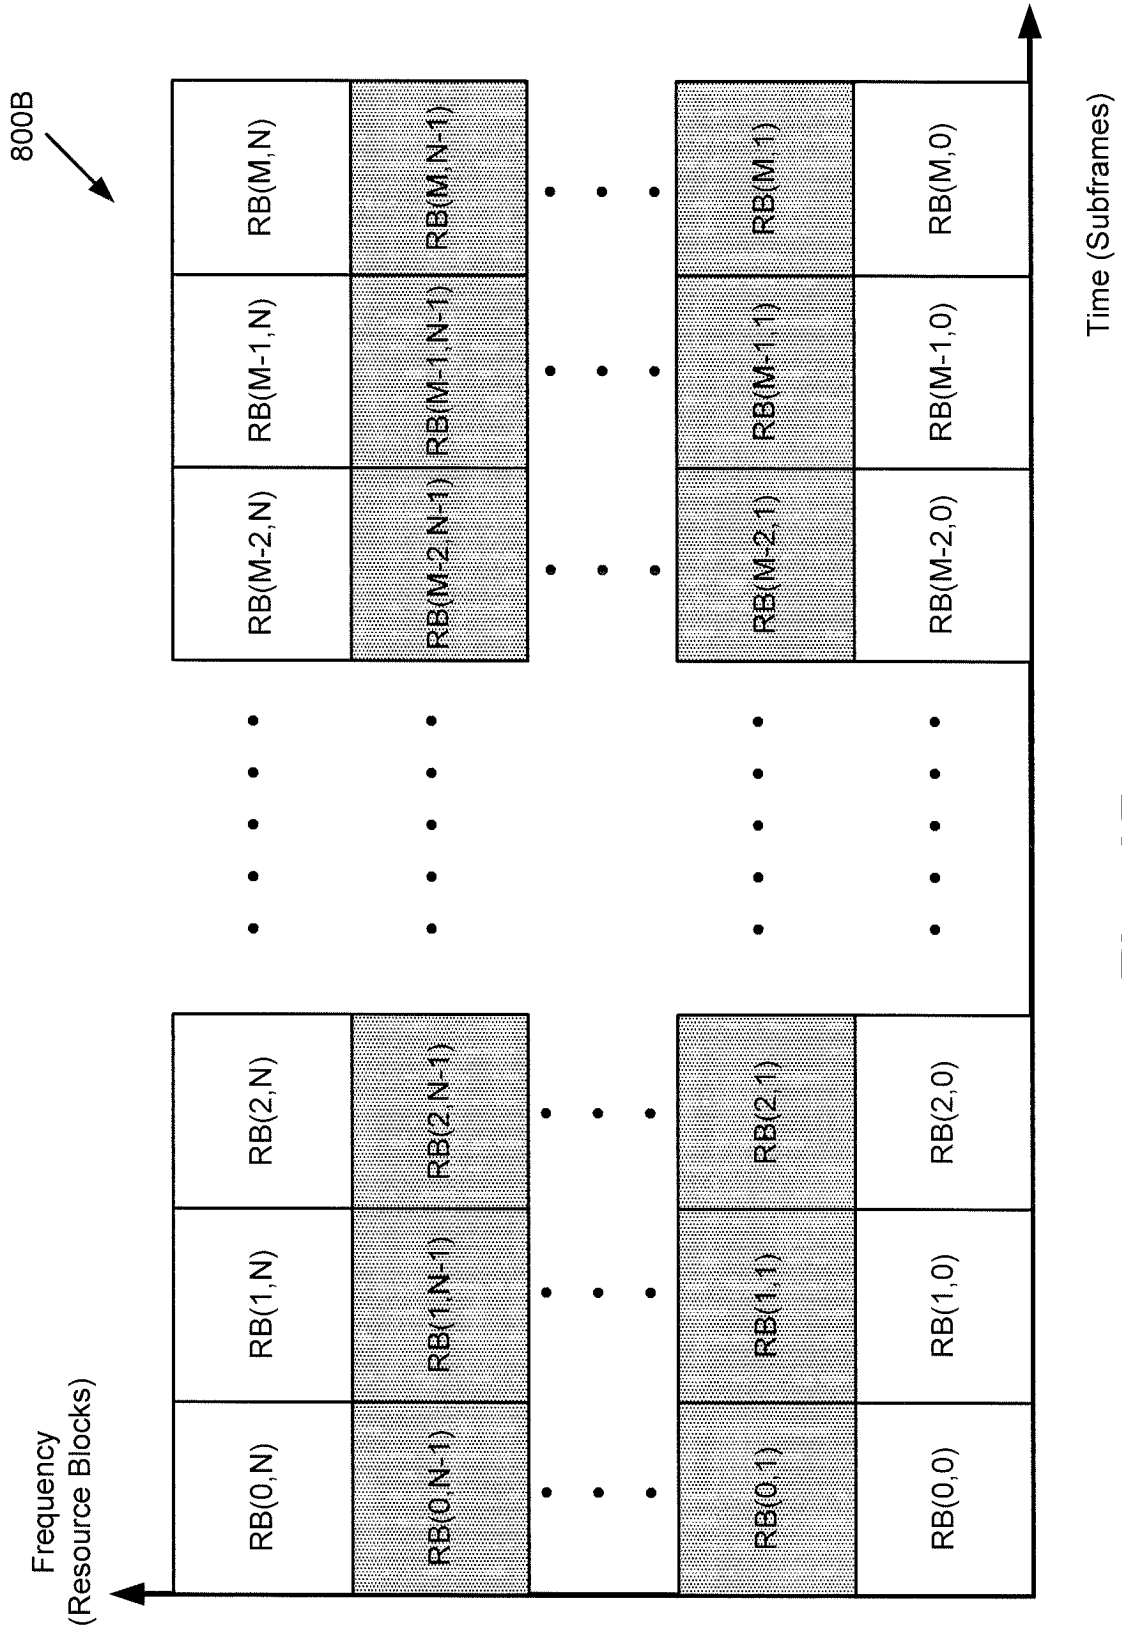 800B
Frequency
(Resource Blocks)
RB(0,N)
RB(1,N)
RB(2,N)
RB(M-2,N)
RB(M-1,N)
RB(M,N)
RB(0,N-1)
RB(1,N-1)
RB(2,N-1)
RB(M-2,N-1)
RB(M-1,N-1)
RB(M,N-1)
RB(0,1)
RB(1,1)
RB(2,1)
RB(M-2,1)
RB(M-1,1)
RB(M,1)
RB(0,0)
RB(1,0)
RB(2,0)
RB(M-2,0)
RB(M-1,0)
RB(M,0)
Time (Subframes)